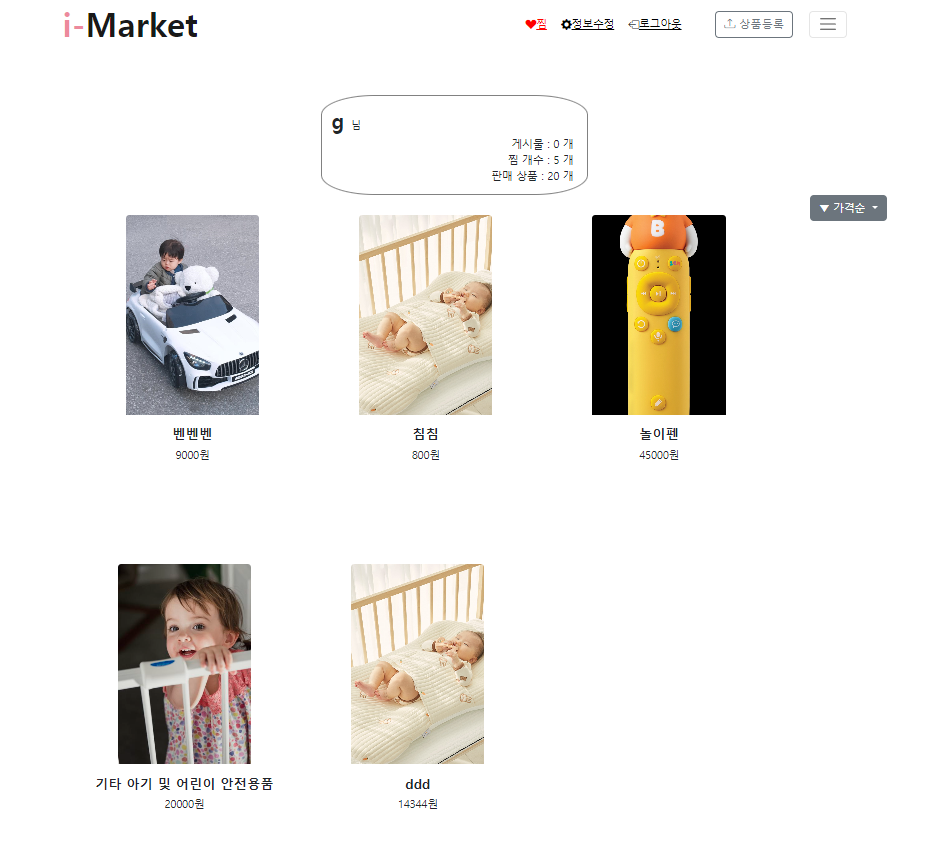 i-Market
찜 정보수정 로그아웃 상품등록
g 님
게시물 : 0 개
찜 개수 : 5 개
판매 상품 : 20 개
▼ 가격순
B
벤벤벤
9000원
침침
800원
놀이펜
45000원
기타 아기 및 어린이 안전용품
20000원
ddd
14344원